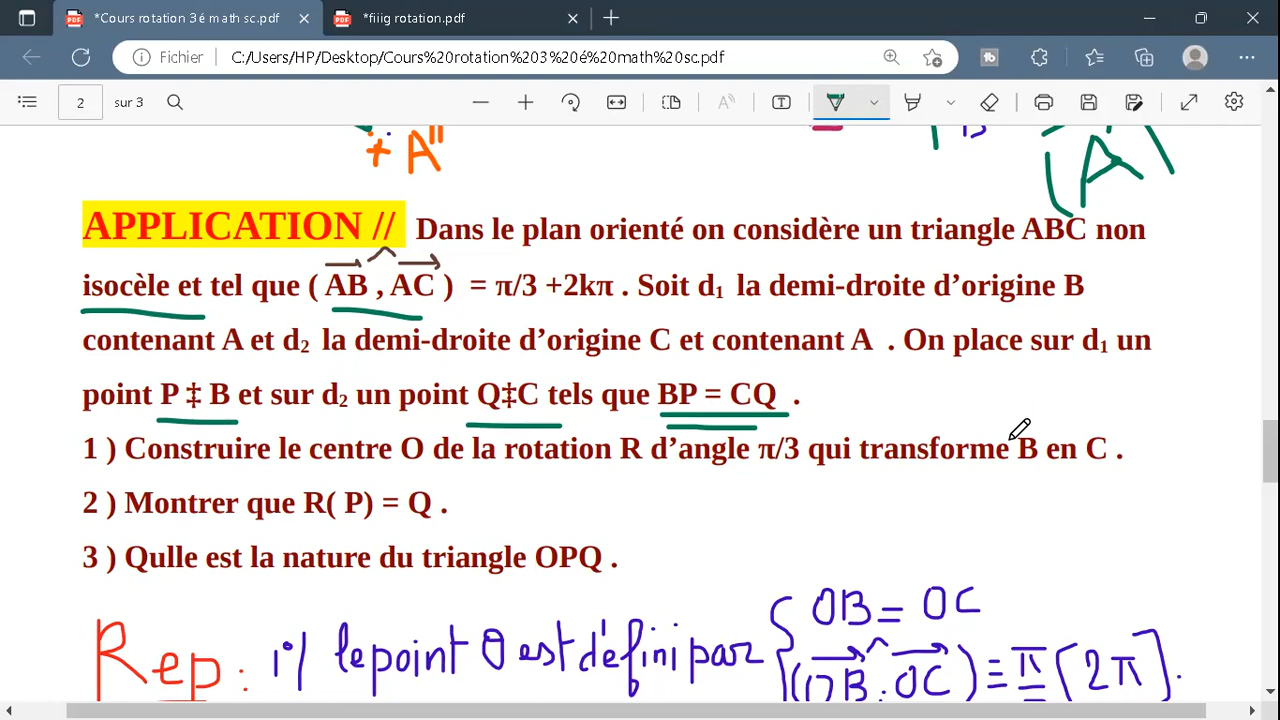 *Cours rotation 3é math sc.pdf
*fiiig rotation.pdf
Fichier
C:/Users/HP/Desktop/Cours%20rotation%203%20é%20math%20sc.pdf
2 sur 3
+ A"
B
(A)
APPLICATION // Dans le plan orienté on considère un triangle ABC non
isocèle et tel que ( AB , AC ) = π/3 +2kπ . Soit d1 la demi-droite d’origine B
contenant A et d2 la demi-droite d’origine C et contenant A . On place sur d1 un
point P ‡ B et sur d2 un point Q‡C tels que BP = CQ .
1 ) Construire le centre O de la rotation R d’angle π/3 qui transforme B en C .
2 ) Montrer que R( P) = Q .
3 ) Qulle est la nature du triangle OPQ .
OB = OC
Rep : 1°/ le point O est défini par
(OB, OC) ≡ π [2π].